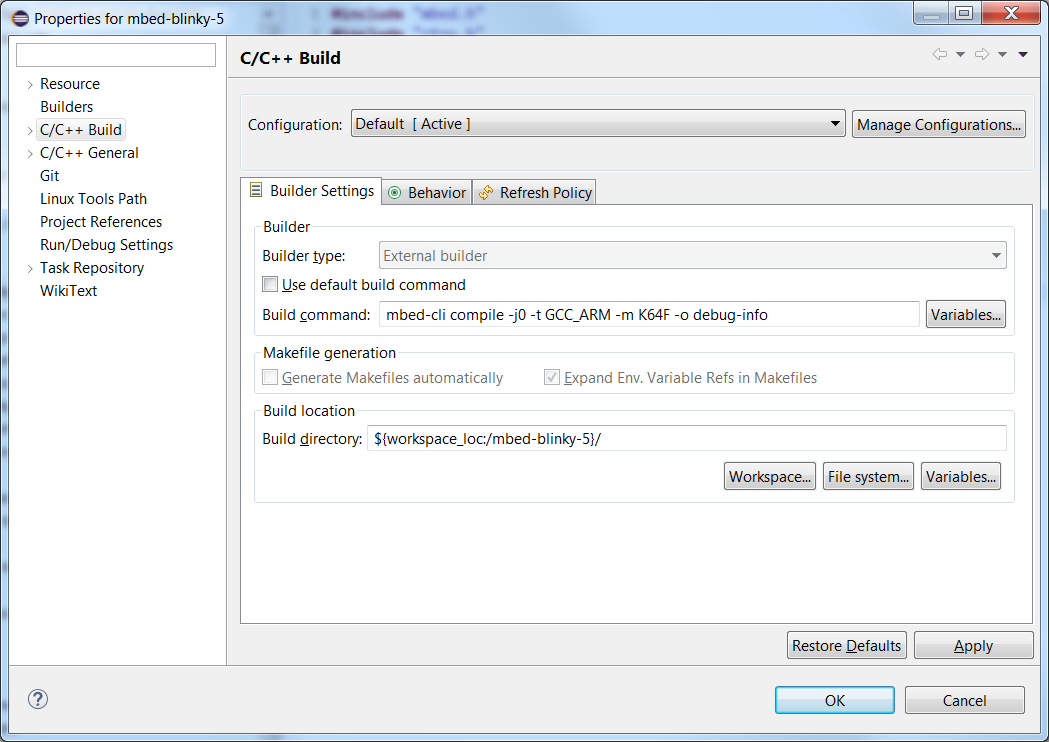 Properties for mbed-blinky-5
#include "mbed.h"
C/C++ Build
Resource
Builders
C/C++ Build
C/C++ General
Git
Linux Tools Path
Project References
Run/Debug Settings
Task Repository
WikiText
Configuration: Default [ Active ] Manage Configurations...
Builder Settings Behavior Refresh Policy
Builder
Builder type: External builder
Use default build command
Build command: mbed-cli compile -j0 -t GCC_ARM -m K64F -o debug-info Variables...
Makefile generation
Generate Makefiles automatically Expand Env. Variable Refs in Makefiles
Build location
Build directory: ${workspace_loc:/mbed-blinky-5}/
Workspace... File system... Variables...
Restore Defaults Apply
? OK Cancel